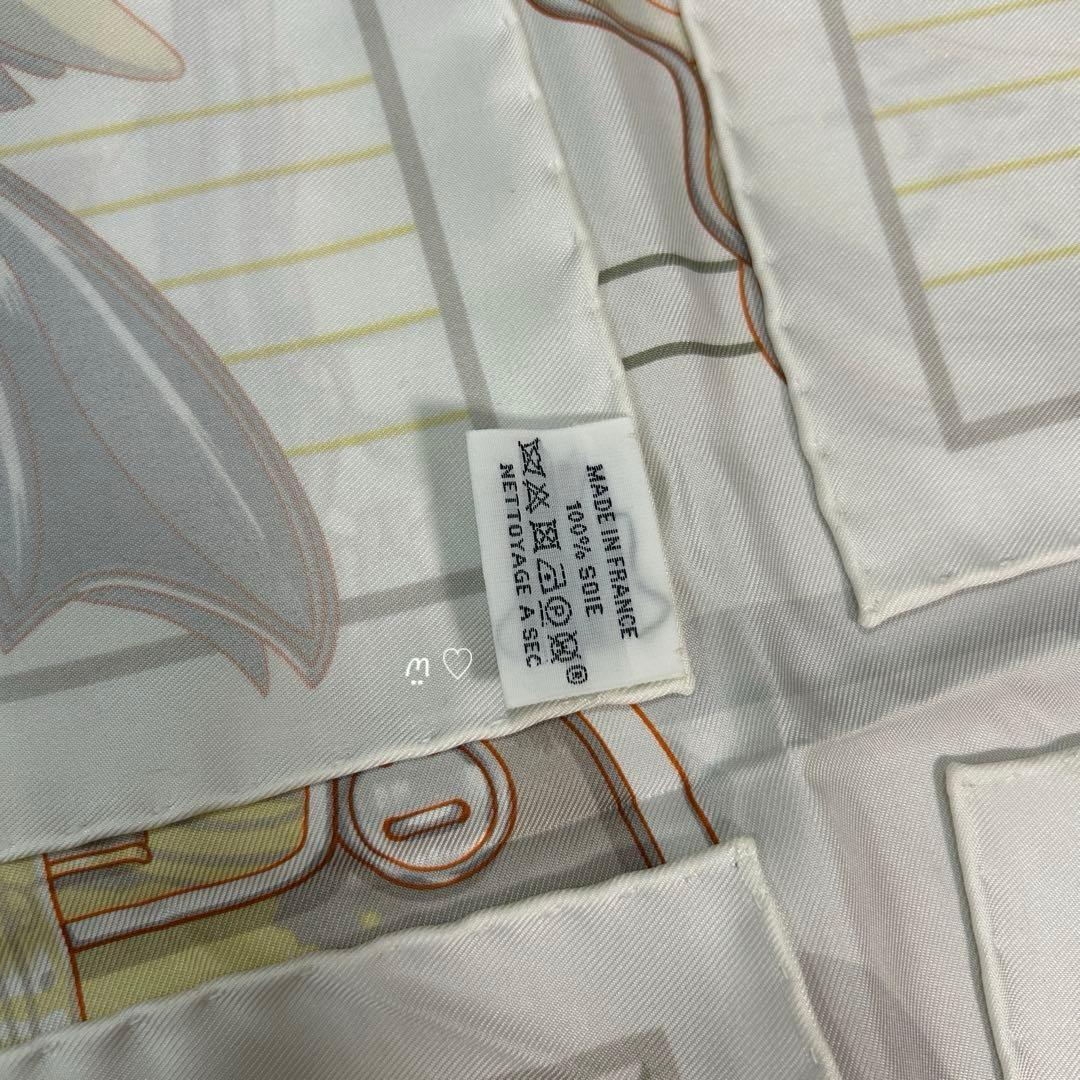 MADE IN FRANCE
100% SOIE
NETTOYAGE A SEC